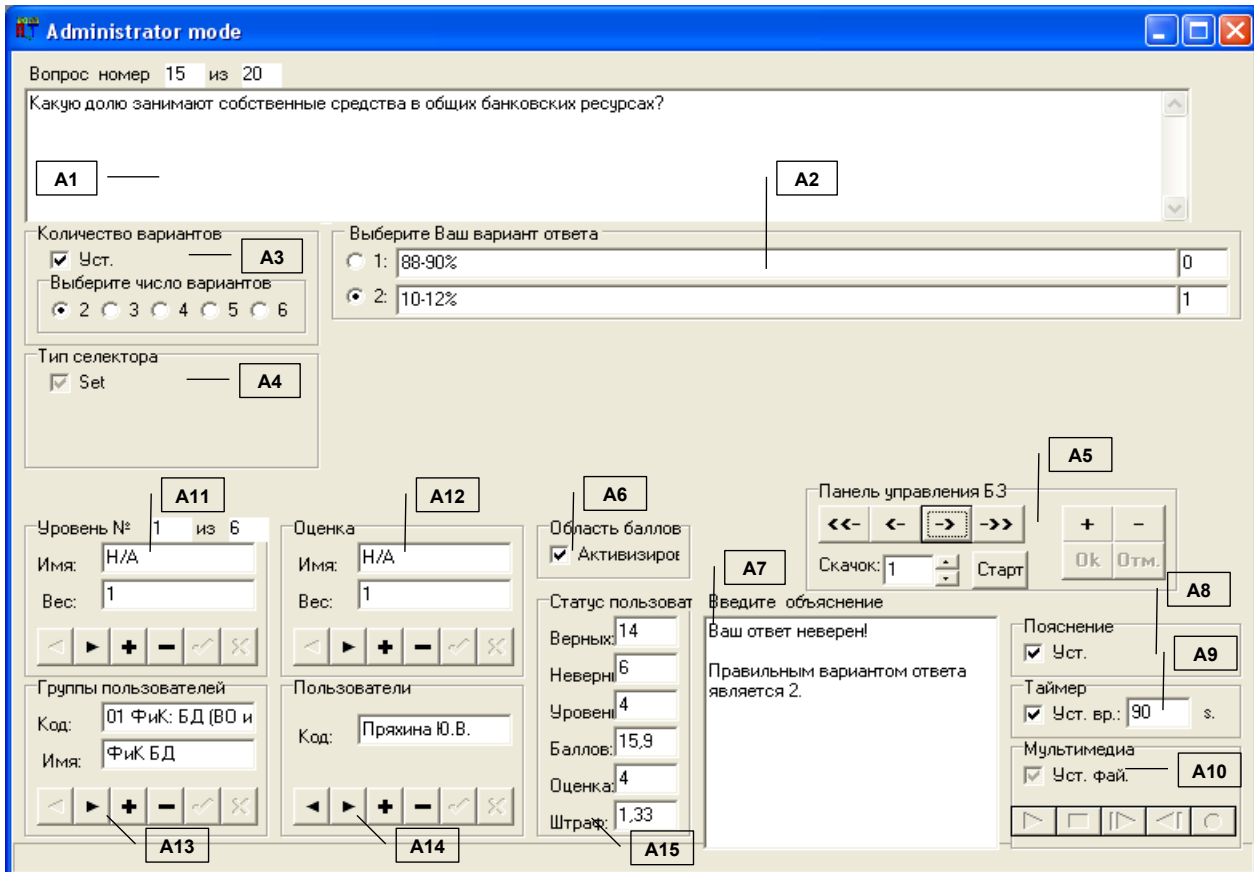 Administrator mode
Вопрос номер 15 из 20
Какую долю занимают собственные средства в общих банковских ресурсах?
A1
A2
Количество вариантов
Уст.
A3
Выберите число вариантов
2 3 4 5 6
Выберите Ваш вариант ответа
1: 88-90% 0
2: 10-12% 1
Тип селектора
Set
A4
A5
A11
A12
A6
Панель управления БЗ
<<- <- -> ->> + -
Скачок: 1 Старт Ok Отм.
Уровень № 1 из 6
Имя: Н/А
Вес: 1
Оценка
Имя: Н/А
Вес: 1
Область баллов
Активизиров
A7
A8
Статус пользоват
Верных: 14
Неверны 6
Уровень 4
Баллов: 15,9
Оценка: 4
Штраф: 1,33
Введите объяснение
Ваш ответ неверен!
Правильным вариантом ответа
является 2.
Пояснение
Уст.
A9
Таймер
Уст. вр.: 90 s.
Мультимедиа
Уст. фай.
A10
Группы пользователей
Код: 01 ФиК: БД (ВО и
Имя: ФиК БД
Пользователи
Код: Пряхина Ю.В.
A13
A14
A15